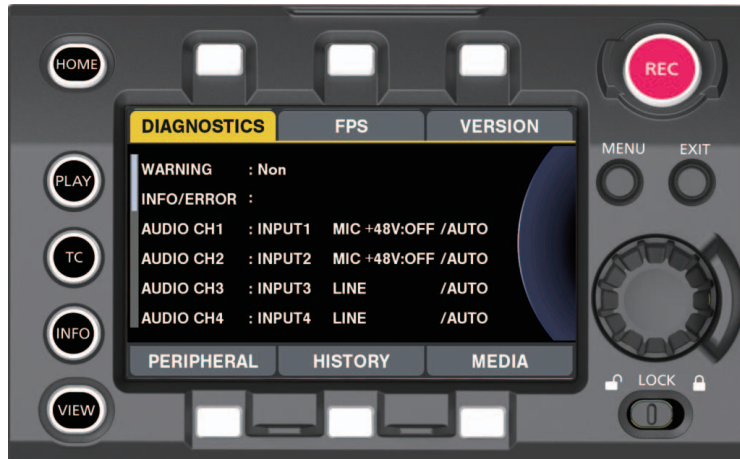 HOME
REC
DIAGNOSTICS FPS VERSION
MENU EXIT
WARNING : Non
PLAY
INFO/ERROR :
AUDIO CH1 : INPUT1 MIC +48V:OFF /AUTO
TC
AUDIO CH2 : INPUT2 MIC +48V:OFF /AUTO
AUDIO CH3 : INPUT3 LINE /AUTO
AUDIO CH4 : INPUT4 LINE /AUTO
INFO
PERIPHERAL HISTORY MEDIA
LOCK
VIEW